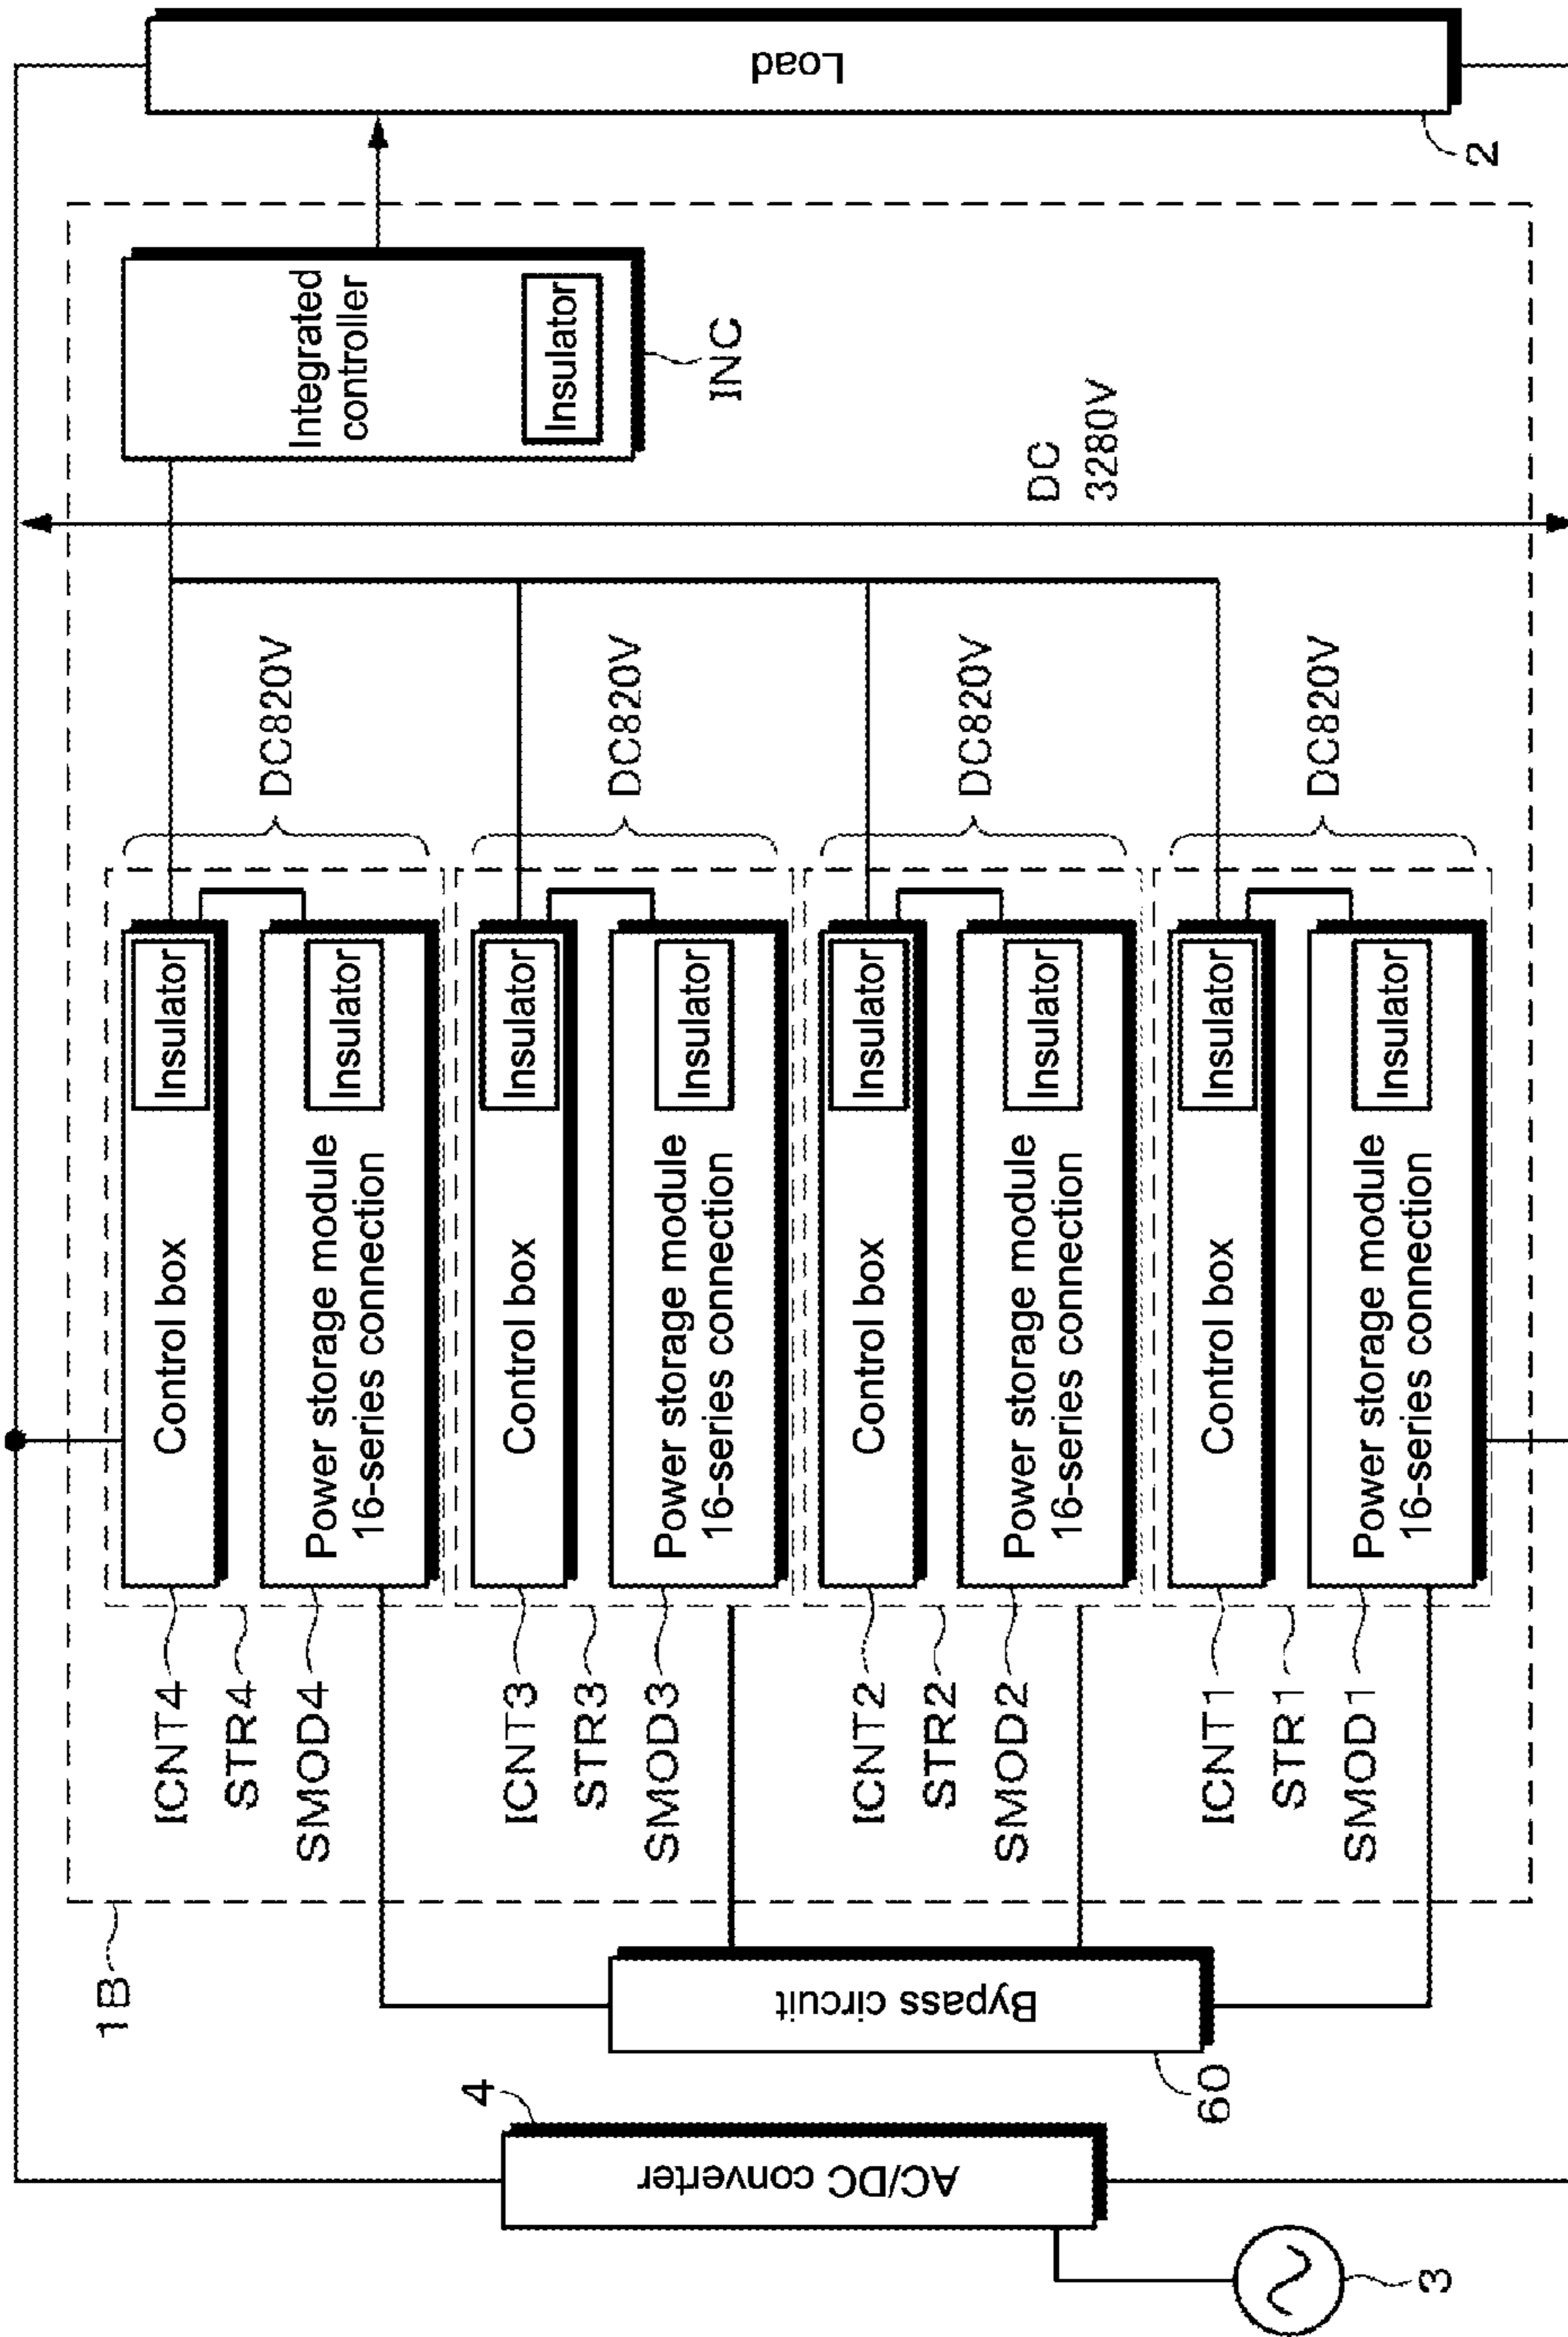 1B
ICNT4
STR4
SMOD4
Control box
Insulator
Power storage module
16-series connection
Insulator
DC820V
ICNT3
STR3
SMOD3
Control box
Insulator
Power storage module
16-series connection
Insulator
DC820V
ICNT2
STR2
SMOD2
Control box
Insulator
Power storage module
16-series connection
Insulator
DC820V
ICNT1
STR1
SMOD1
Control box
Insulator
Power storage module
16-series connection
Insulator
DC820V
Integrated
controller
Insulator
INC
DC
3280V
Load
2
Bypass circuit
60
AC/DC converter
4
3